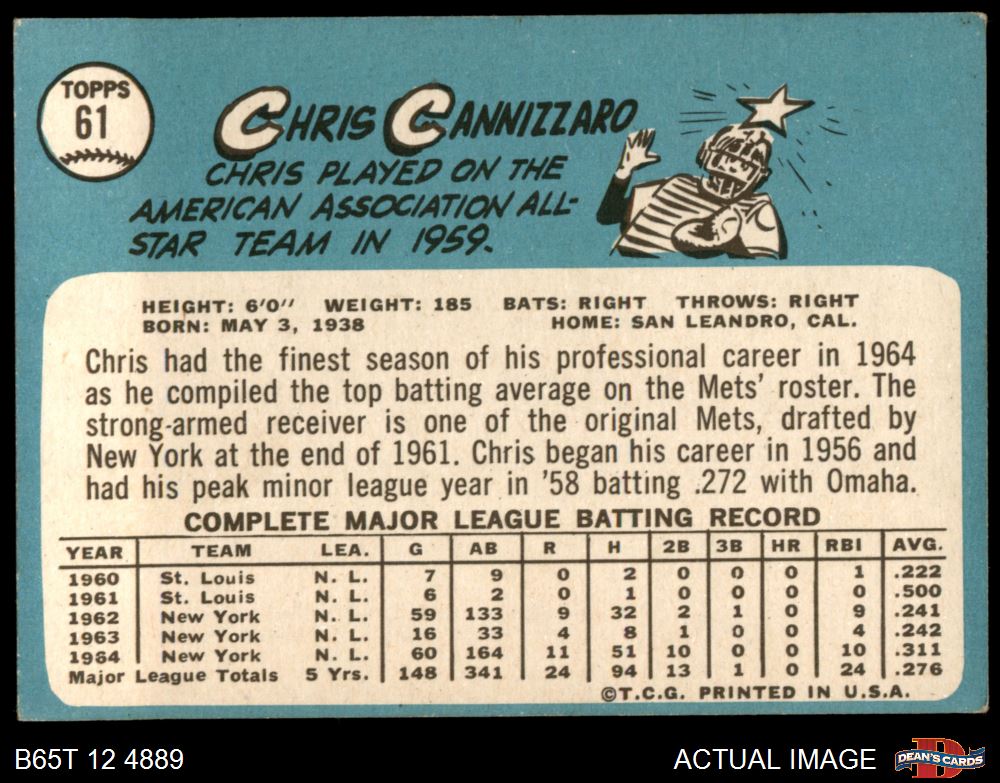 TOPPS
61
CHRIS CANNIZZARO
CHRIS PLAYED ON THE
AMERICAN ASSOCIATION ALL-
STAR TEAM IN 1959.
HEIGHT: 6'0" WEIGHT: 185 BATS: RIGHT THROWS: RIGHT
BORN: MAY 3, 1938 HOME: SAN LEANDRO, CAL.
Chris had the finest season of his professional career in 1964
as he compiled the top batting average on the Mets' roster. The
strong-armed receiver is one of the original Mets, drafted by
New York at the end of 1961. Chris began his career in 1956 and
had his peak minor league year in '58 batting .272 with Omaha.
COMPLETE MAJOR LEAGUE BATTING RECORD
YEAR TEAM LEA. G AB R H 2B 3B HR RBI AVG.
1960 St. Louis N. L. 7 9 0 2 0 0 0 1 .222
1961 St. Louis N. L. 6 2 0 1 0 0 0 0 .500
1962 New York N. L. 59 133 9 32 2 1 0 9 .241
1963 New York N. L. 16 33 4 8 1 0 0 4 .242
1964 New York N. L. 60 164 11 51 10 0 0 10 .311
Major League Totals 5 Yrs. 148 341 24 94 13 1 0 24 .276
©T.C.G. PRINTED IN U.S.A.
B65T 12 4889
ACTUAL IMAGE
D
DEAN'S CARDS